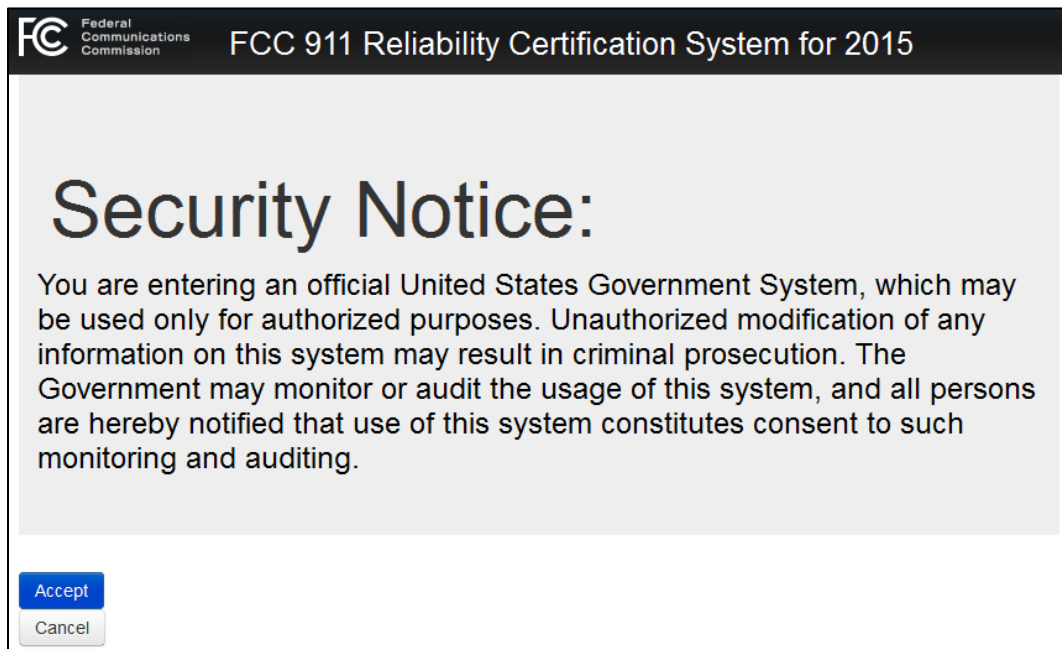 FC Federal
Communications
Commission
FCC 911 Reliability Certification System for 2015
Security Notice:
You are entering an official United States Government System, which may
be used only for authorized purposes. Unauthorized modification of any
information on this system may result in criminal prosecution. The
Government may monitor or audit the usage of this system, and all persons
are hereby notified that use of this system constitutes consent to such
monitoring and auditing.
Accept
Cancel